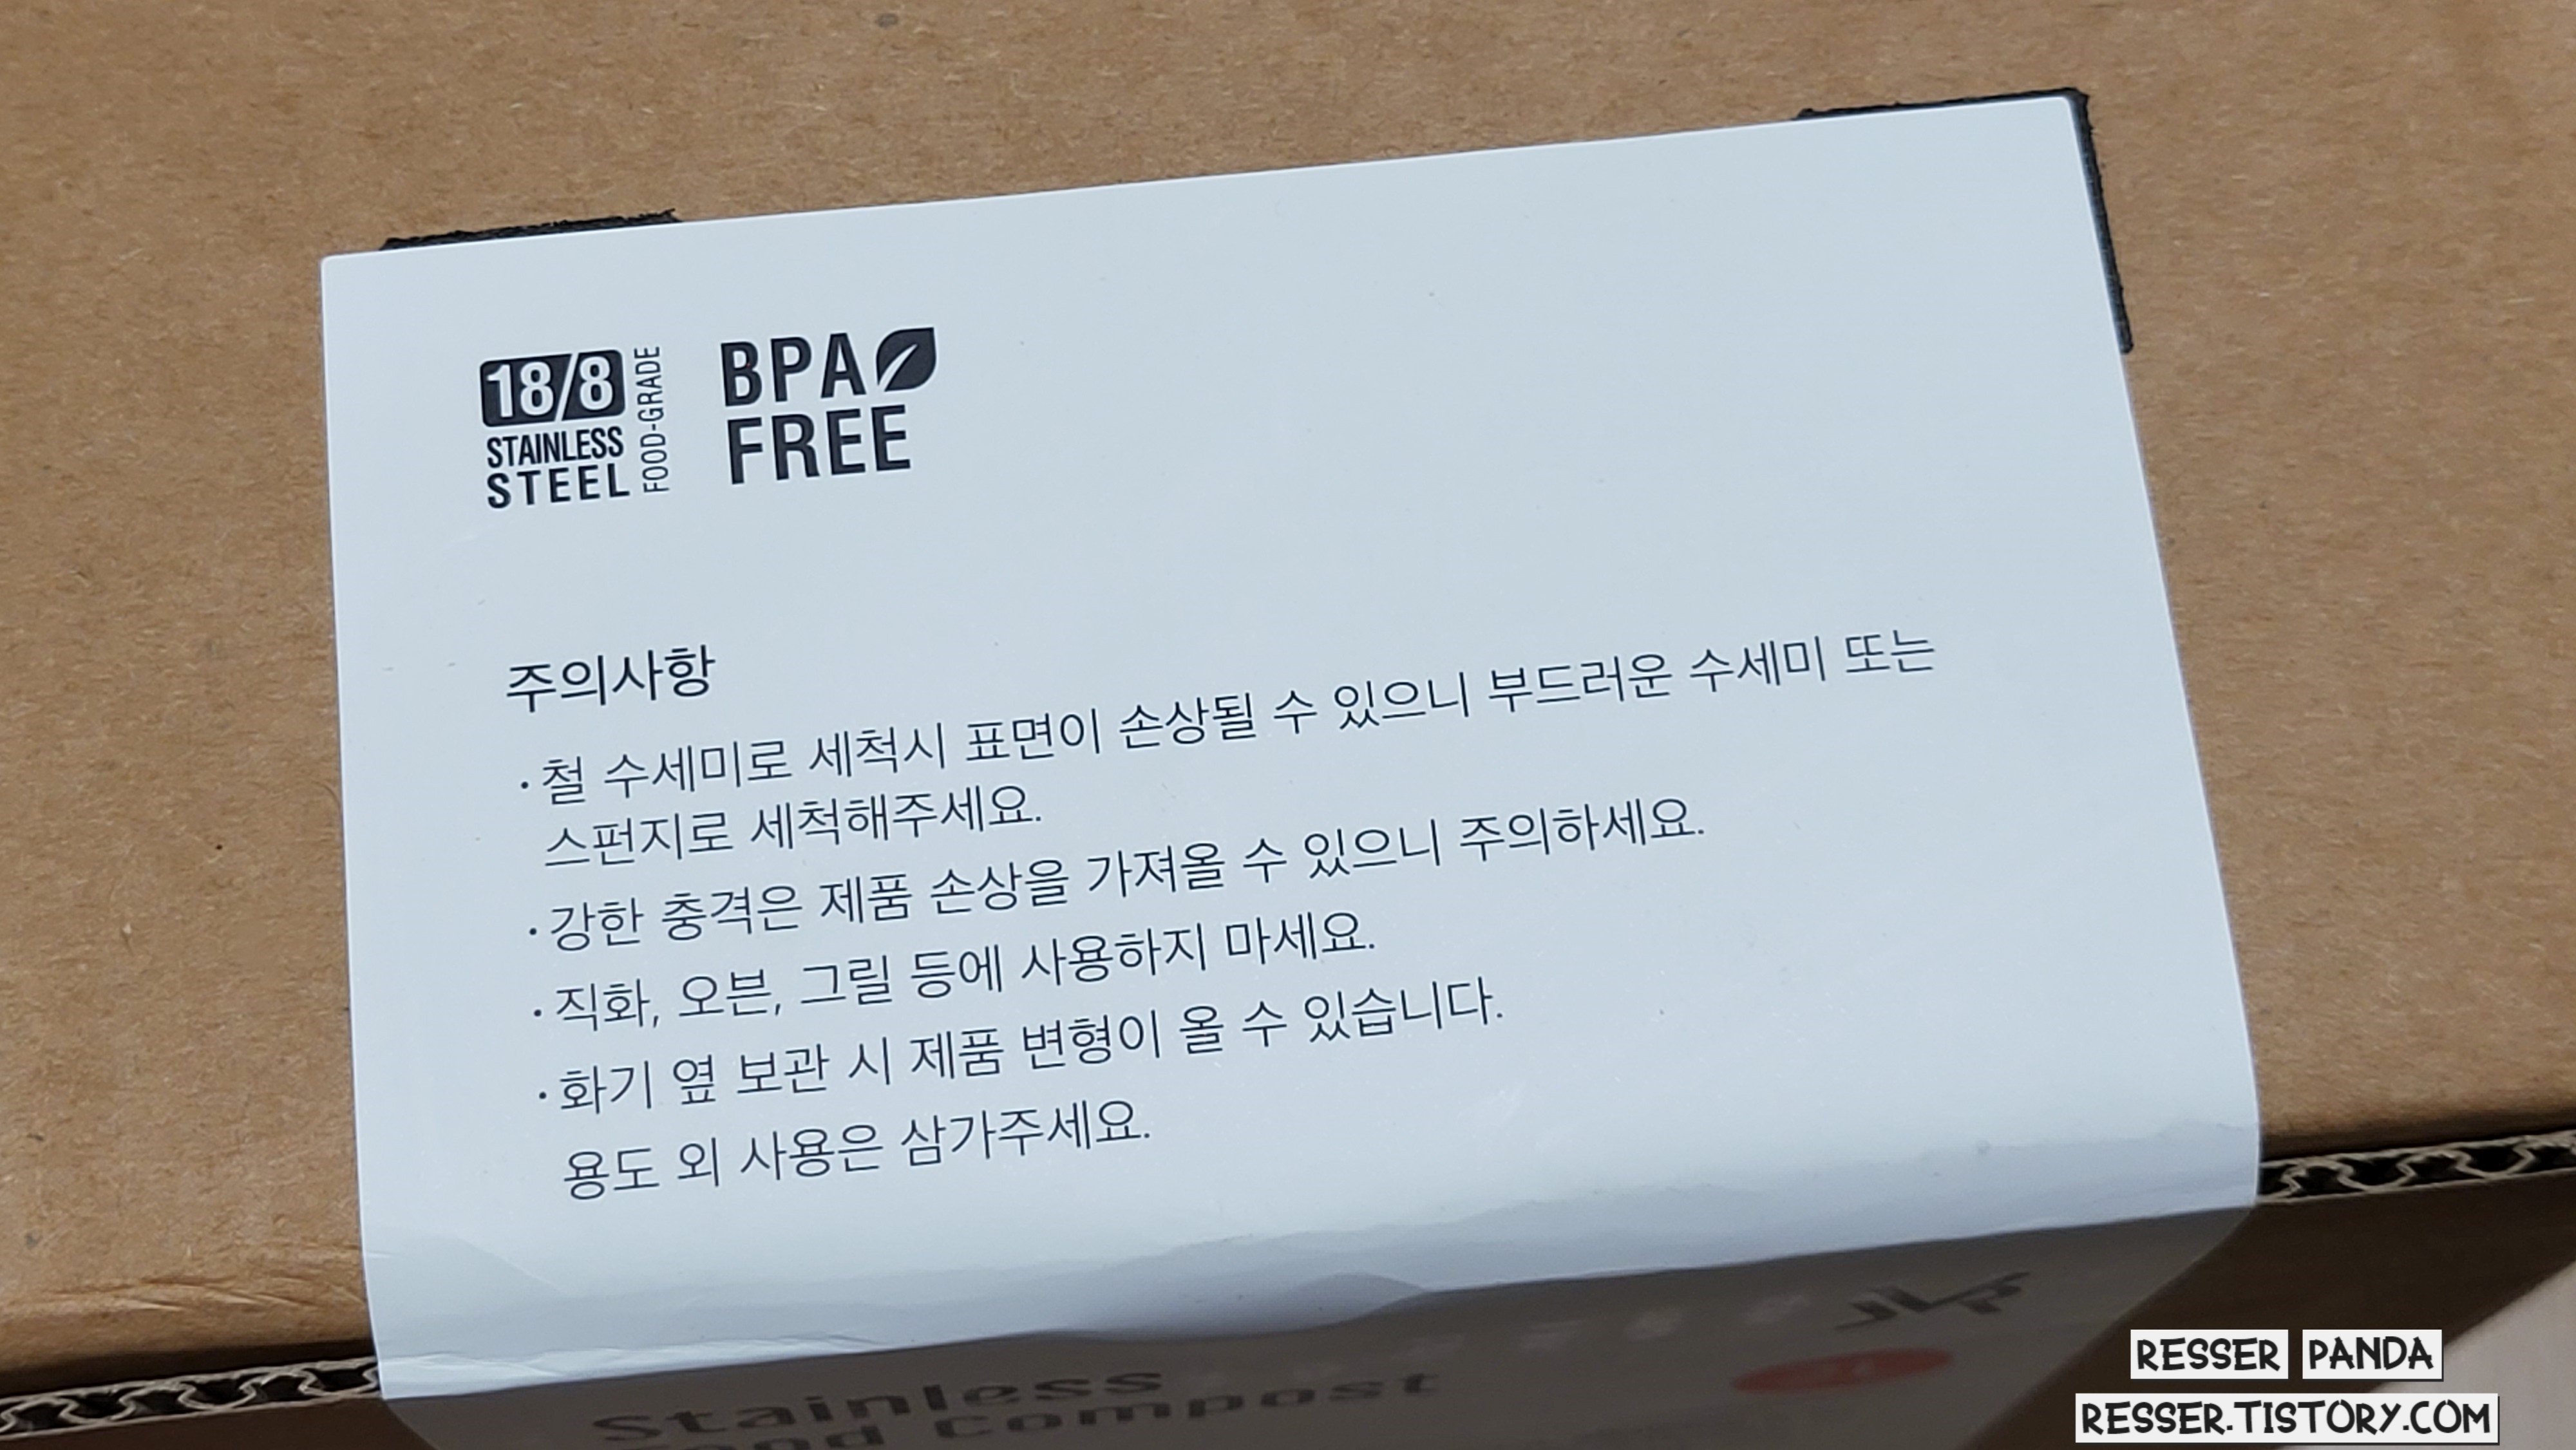 18/8
STAINLESS
STEEL
FOOD-GRADE
BPA
FREE
주의사항
· 철 수세미로 세척시 표면이 손상될 수 있으니 부드러운 수세미 또는
스펀지로 세척해주세요.
· 강한 충격은 제품 손상을 가져올 수 있으니 주의하세요.
· 직화, 오븐, 그릴 등에 사용하지 마세요.
· 화기 옆 보관 시 제품 변형이 올 수 있습니다.
용도 외 사용은 삼가주세요.
Stainless
Compost
RESSER PANDA
RESSER.TISTORY.COM